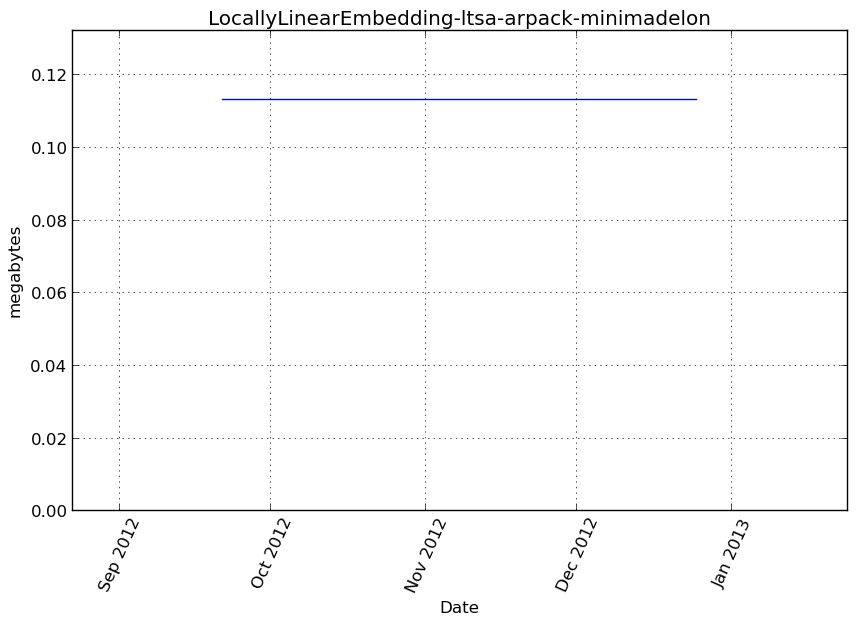 LocallyLinearEmbedding-ltsa-arpack-minimadelon
0.12
0.10
0.08
0.06
0.04
0.02
0.00
megabytes
Sep 2012
Oct 2012
Nov 2012
Dec 2012
Jan 2013
Date